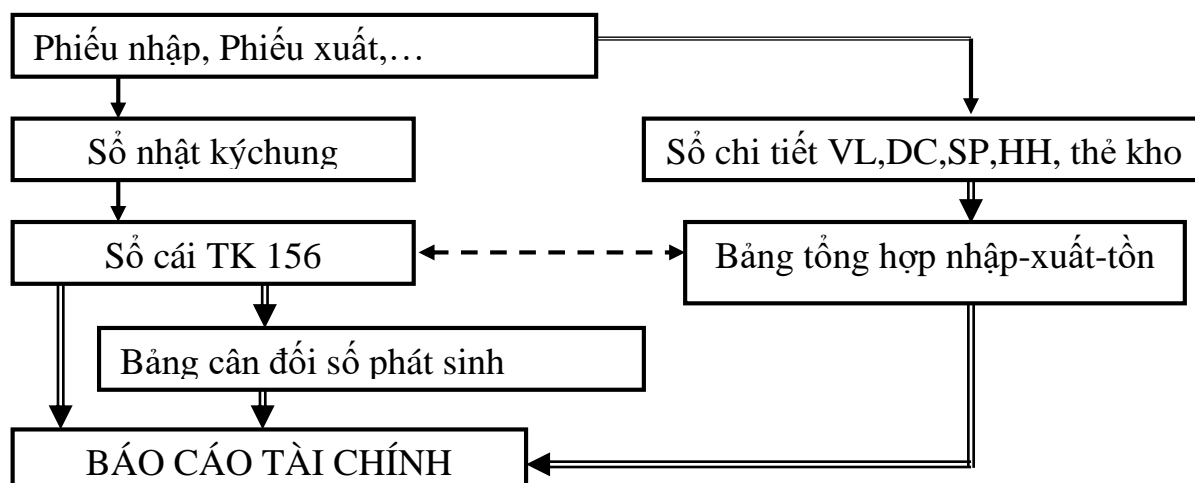 Phiếu nhập, Phiếu xuất,…
Sổ nhật kýchung
Sổ chi tiết VL,DC,SP,HH, thẻ kho
Sổ cái TK 156
Bảng tổng hợp nhập-xuất-tồn
Bảng cân đối số phát sinh
BÁO CÁO TÀI CHÍNH